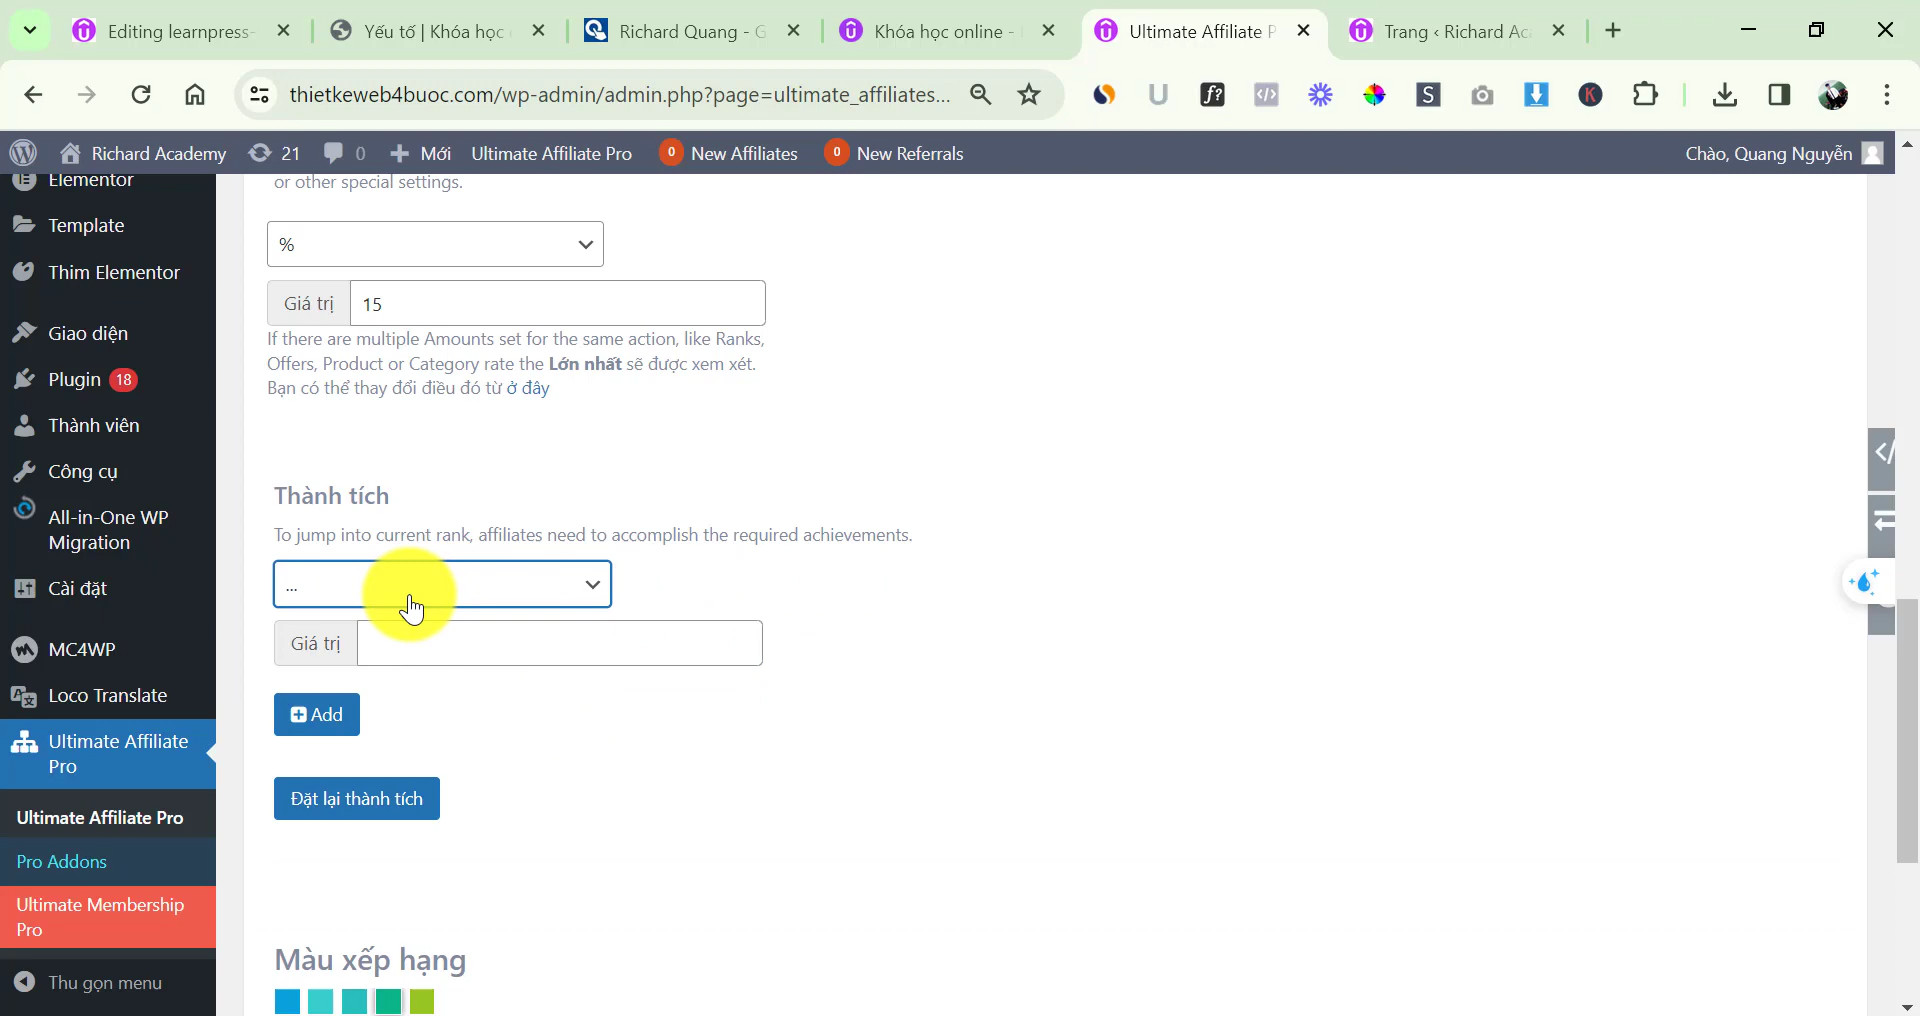 Editing learnpress-
Yếu tố | Khóa học
Richard Quang - G
Khóa học online -
Ultimate Affiliate P
Trang ‹ Richard Ac
thietkeweb4buoc.com/wp-admin/admin.php?page=ultimate_affiliates...
Richard Academy
21
0
Mới
Ultimate Affiliate Pro
0
New Affiliates
0
New Referrals
Chào, Quang Nguyễn
Elementor
Template
Thim Elementor
Giao diện
Plugin 18
Thành viên
Công cụ
All-in-One WP
Migration
Cài đặt
MC4WP
Loco Translate
Ultimate Affiliate
Pro
Ultimate Affiliate Pro
Pro Addons
Ultimate Membership
Pro
Thu gọn menu
or other special settings.
%
Giá trị 15
If there are multiple Amounts set for the same action, like Ranks,
Offers, Product or Category rate the Lớn nhất sẽ được xem xét.
Bạn có thể thay đổi điều đó từ ở đây
Thành tích
To jump into current rank, affiliates need to accomplish the required achievements.
...
Giá trị
Add
Đặt lại thành tích
Màu xếp hạng